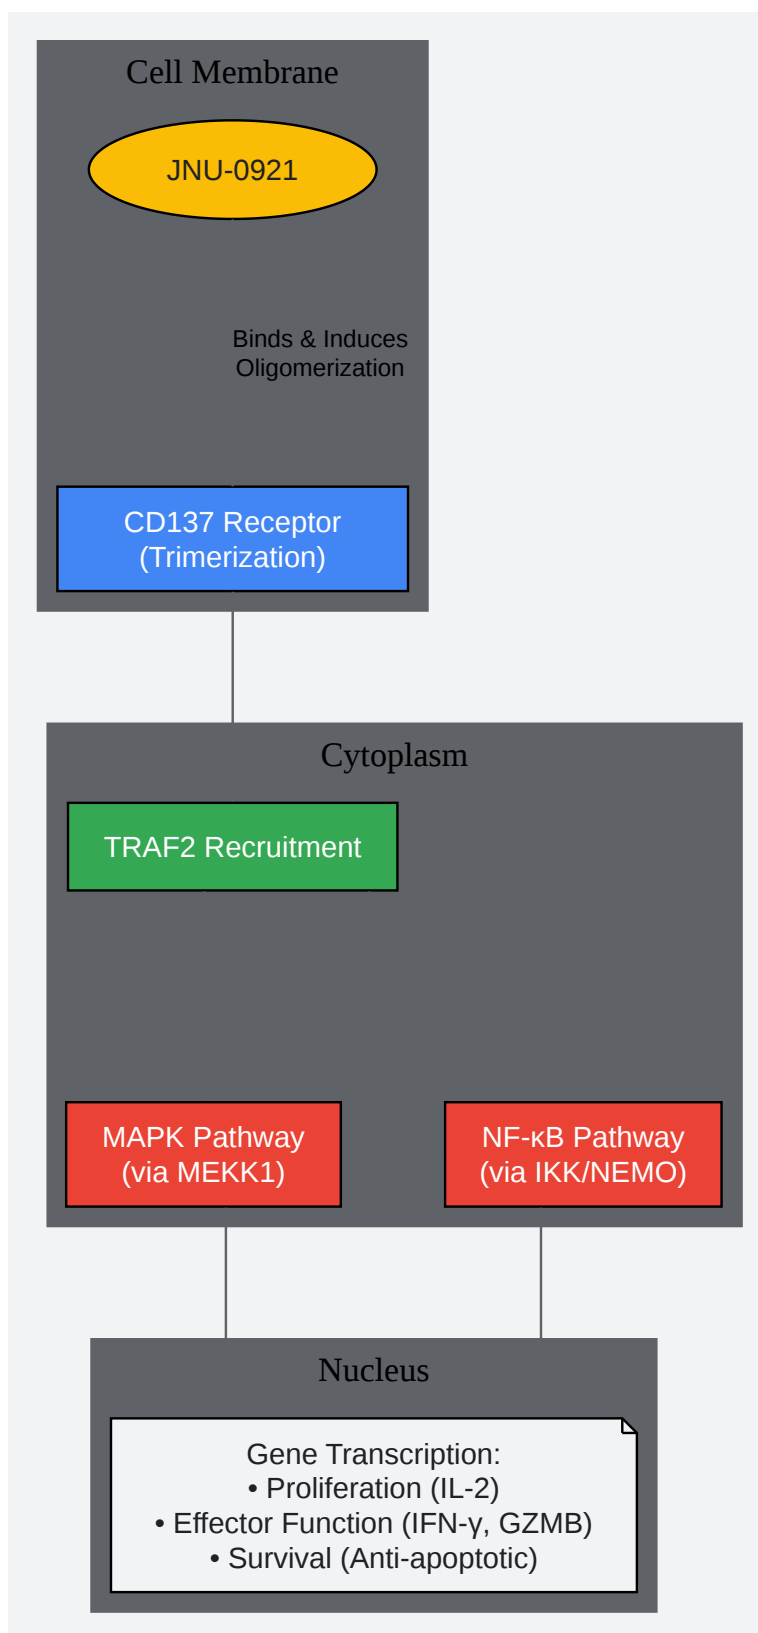 Cell Membrane
JNU-0921
Binds & Induces
Oligomerization
CD137 Receptor
(Trimerization)
Cytoplasm
TRAF2 Recruitment
MAPK Pathway
(via MEKK1)
NF-κB Pathway
(via IKK/NEMO)
Nucleus
Gene Transcription:
• Proliferation (IL-2)
• Effector Function (IFN-γ, GZMB)
• Survival (Anti-apoptotic)